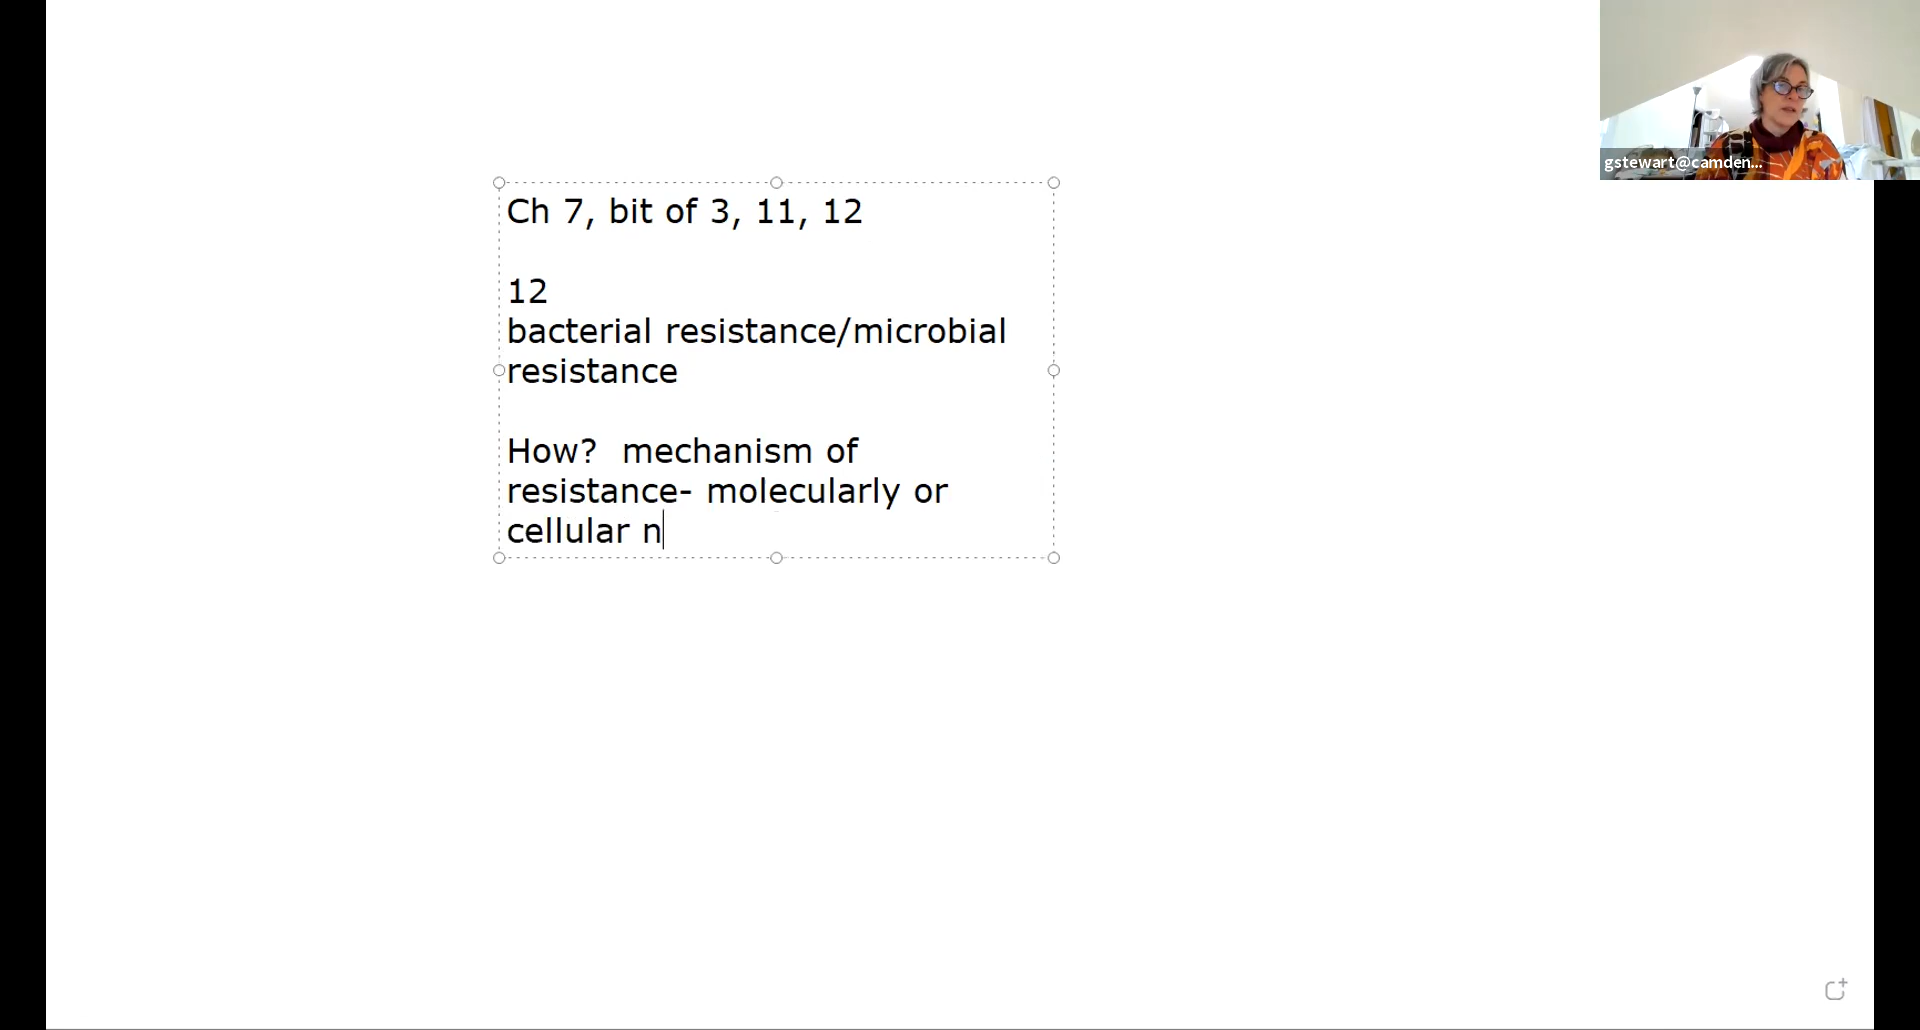 Ch 7, bit of 3, 11, 12
12
bacterial resistance/microbial
resistance
How?  mechanism of
resistance- molecularly or
cellular n
gstewart@camden...